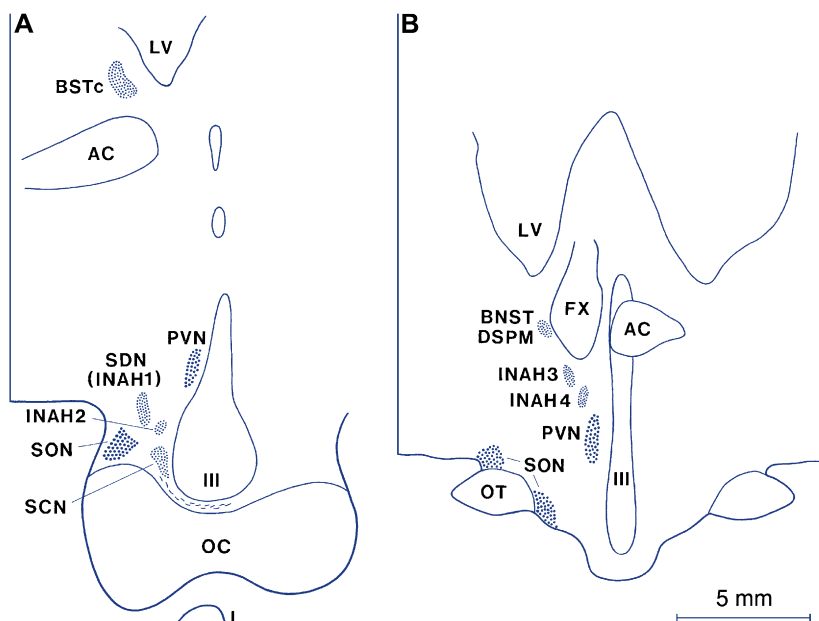 A
LV
BSTc
AC
PVN
SDN
(INAH1)
INAH2
SON
SCN
III
OC
B
LV
FX
BNST
DSPM
AC
INAH3
INAH4
PVN
SON
OT
III
5 mm